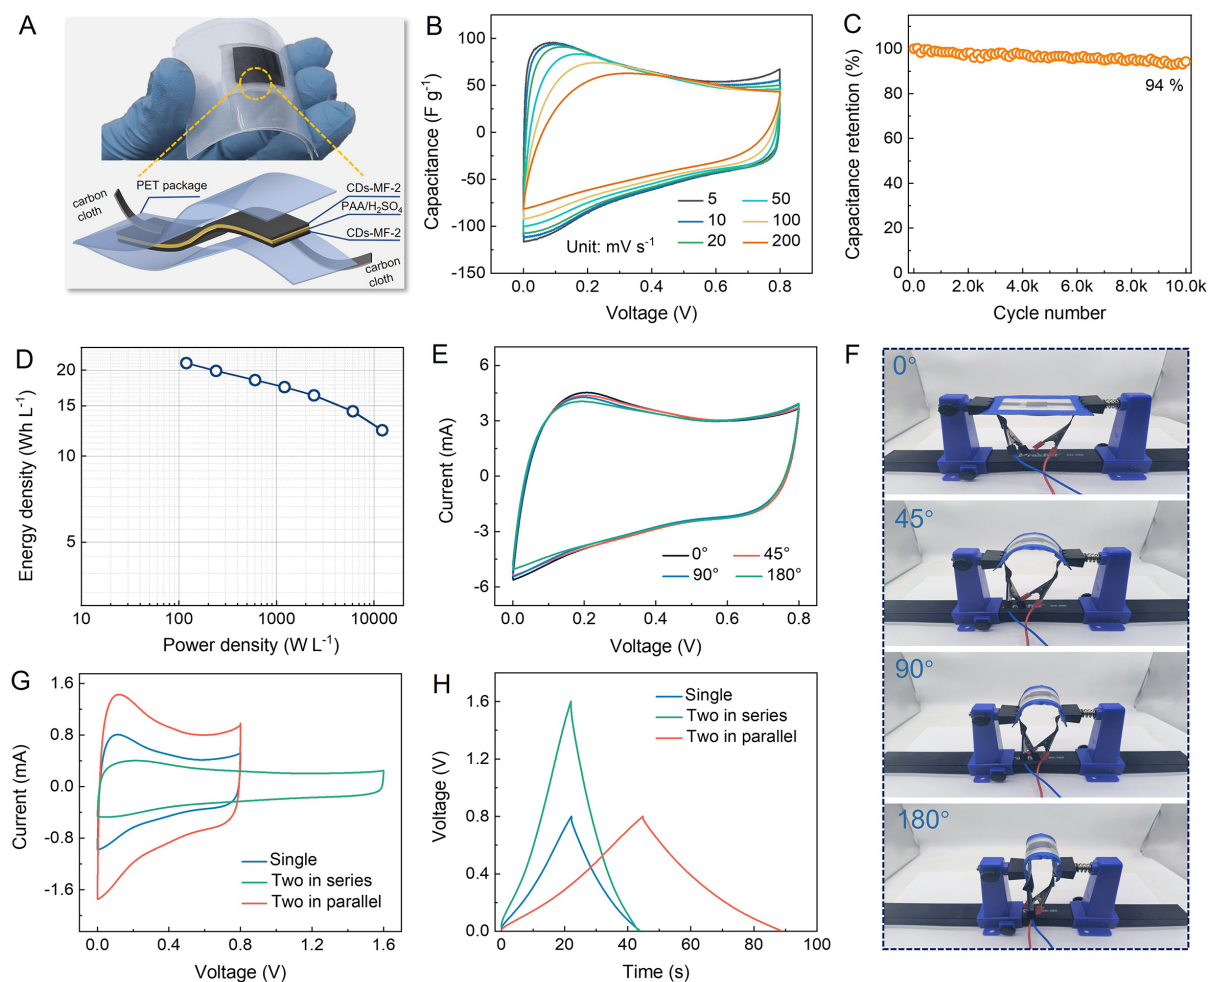 A
PET package
carbon
cloth
CDs-MF-2
PAA/H₂SO₄
CDs-MF-2
carbon
cloth
B
Capacitance (F g⁻¹)
100
50
0
-50
-100
-150
5
50
10
100
20
200
Unit: mV s⁻¹
0.0 0.2 0.4 0.6 0.8
Voltage (V)
C
Capacitance retention (%)
100
80
60
40
20
0
94 %
0.0 2.0k 4.0k 6.0k 8.0k 10.0k
Cycle number
D
Energy density (Wh L⁻¹)
20
15
10
5
10 100 1000 10000
Power density (W L⁻¹)
E
Current (mA)
6
3
0
-3
-6
0° 45°
90° 180°
0.0 0.2 0.4 0.6 0.8
Voltage (V)
F
0°
45°
90°
180°
G
Current (mA)
1.6
0.8
0.0
-0.8
-1.6
Single
Two in series
Two in parallel
0.0 0.4 0.8 1.2 1.6
Voltage (V)
H
Voltage (V)
1.6
1.2
0.8
0.4
0.0
Single
Two in series
Two in parallel
0 20 40 60 80 100
Time (s)